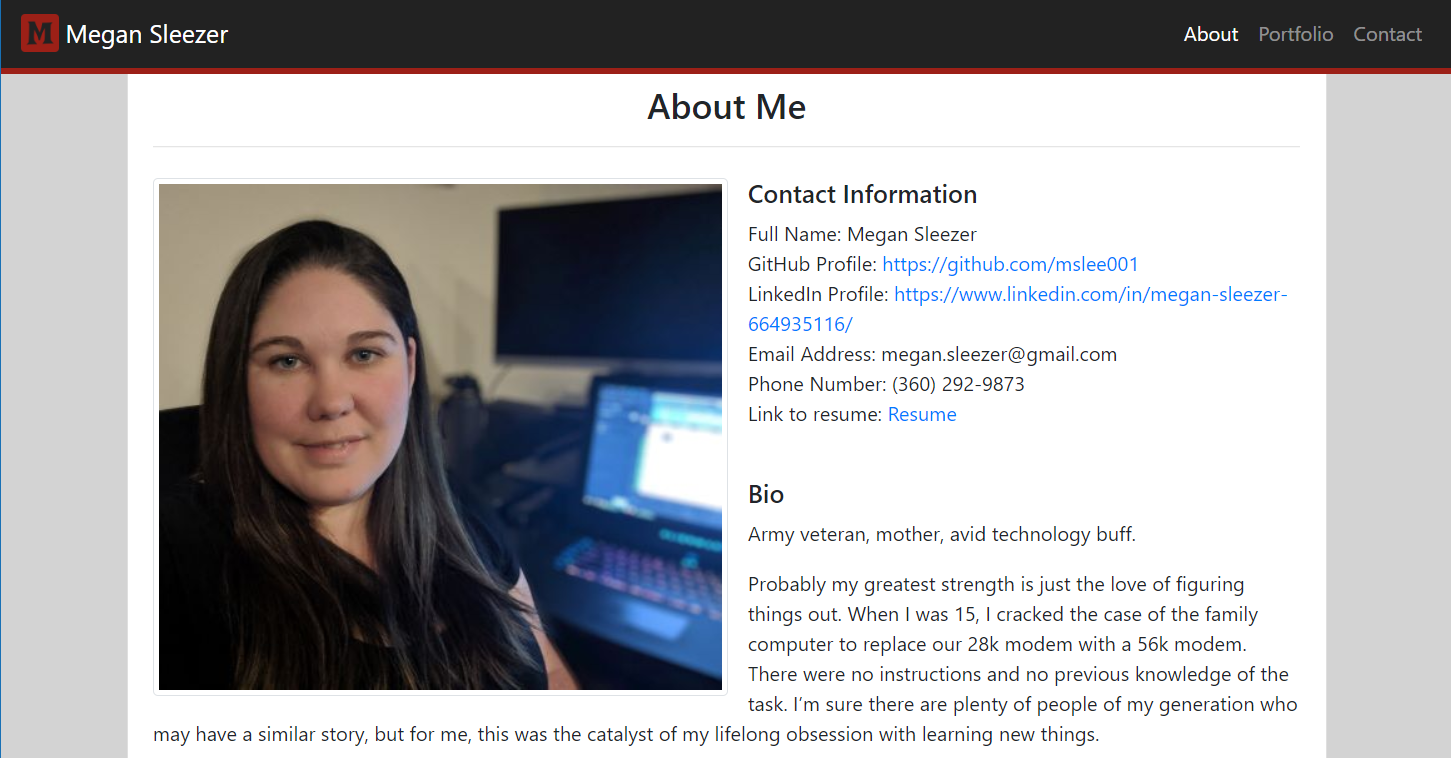 M Megan Sleezer
About Portfolio Contact
About Me
Contact Information
Full Name: Megan Sleezer
GitHub Profile: https://github.com/mslee001
LinkedIn Profile: https://www.linkedin.com/in/megan-sleezer-
664935116/
Email Address: megan.sleezer@gmail.com
Phone Number: (360) 292-9873
Link to resume: Resume
Bio
Army veteran, mother, avid technology buff.
Probably my greatest strength is just the love of figuring
things out. When I was 15, I cracked the case of the family
computer to replace our 28k modem with a 56k modem.
There were no instructions and no previous knowledge of the
task. I’m sure there are plenty of people of my generation who
may have a similar story, but for me, this was the catalyst of my lifelong obsession with learning new things.